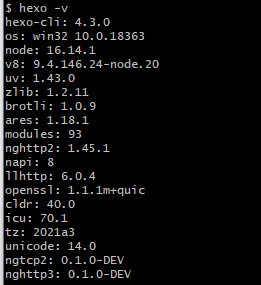 $ hexo -v
hexo-cli: 4.3.0
os: win32 10.0.18363
node: 16.14.1
v8: 9.4.146.24-node.20
uv: 1.43.0
zlib: 1.2.11
brotli: 1.0.9
ares: 1.18.1
modules: 93
nghttp2: 1.45.1
napi: 8
llhttp: 6.0.4
openssl: 1.1.1m+quic
cldr: 40.0
icu: 70.1
tz: 2021a3
unicode: 14.0
ngtcp2: 0.1.0-DEV
nghttp3: 0.1.0-DEV